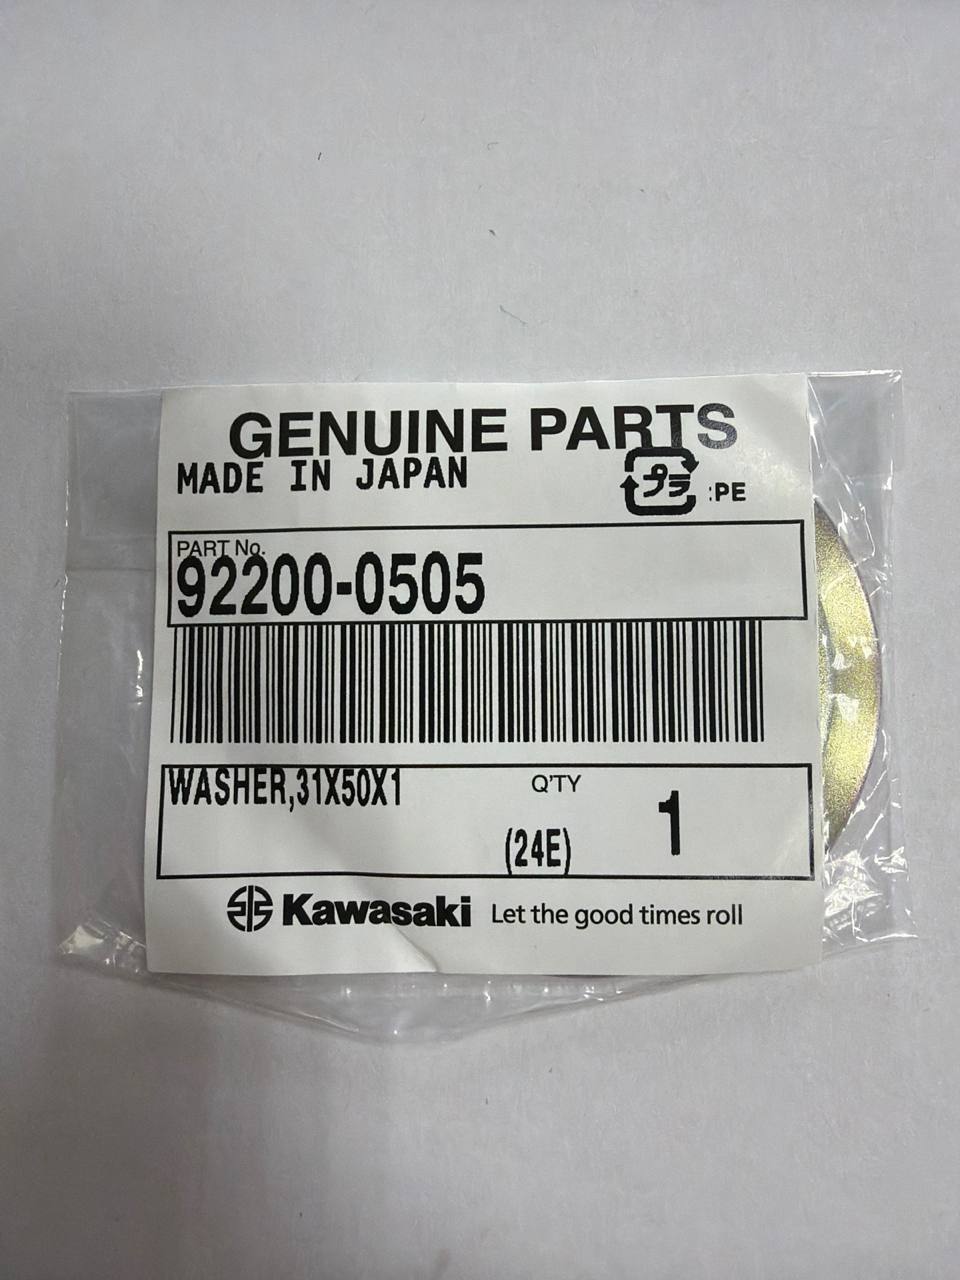 GENUINE PARTS
MADE IN JAPAN
プラ :PE
PART No.
92200-0505
WASHER,31X50X1
Q'TY
(24E) 1
Kawasaki Let the good times roll